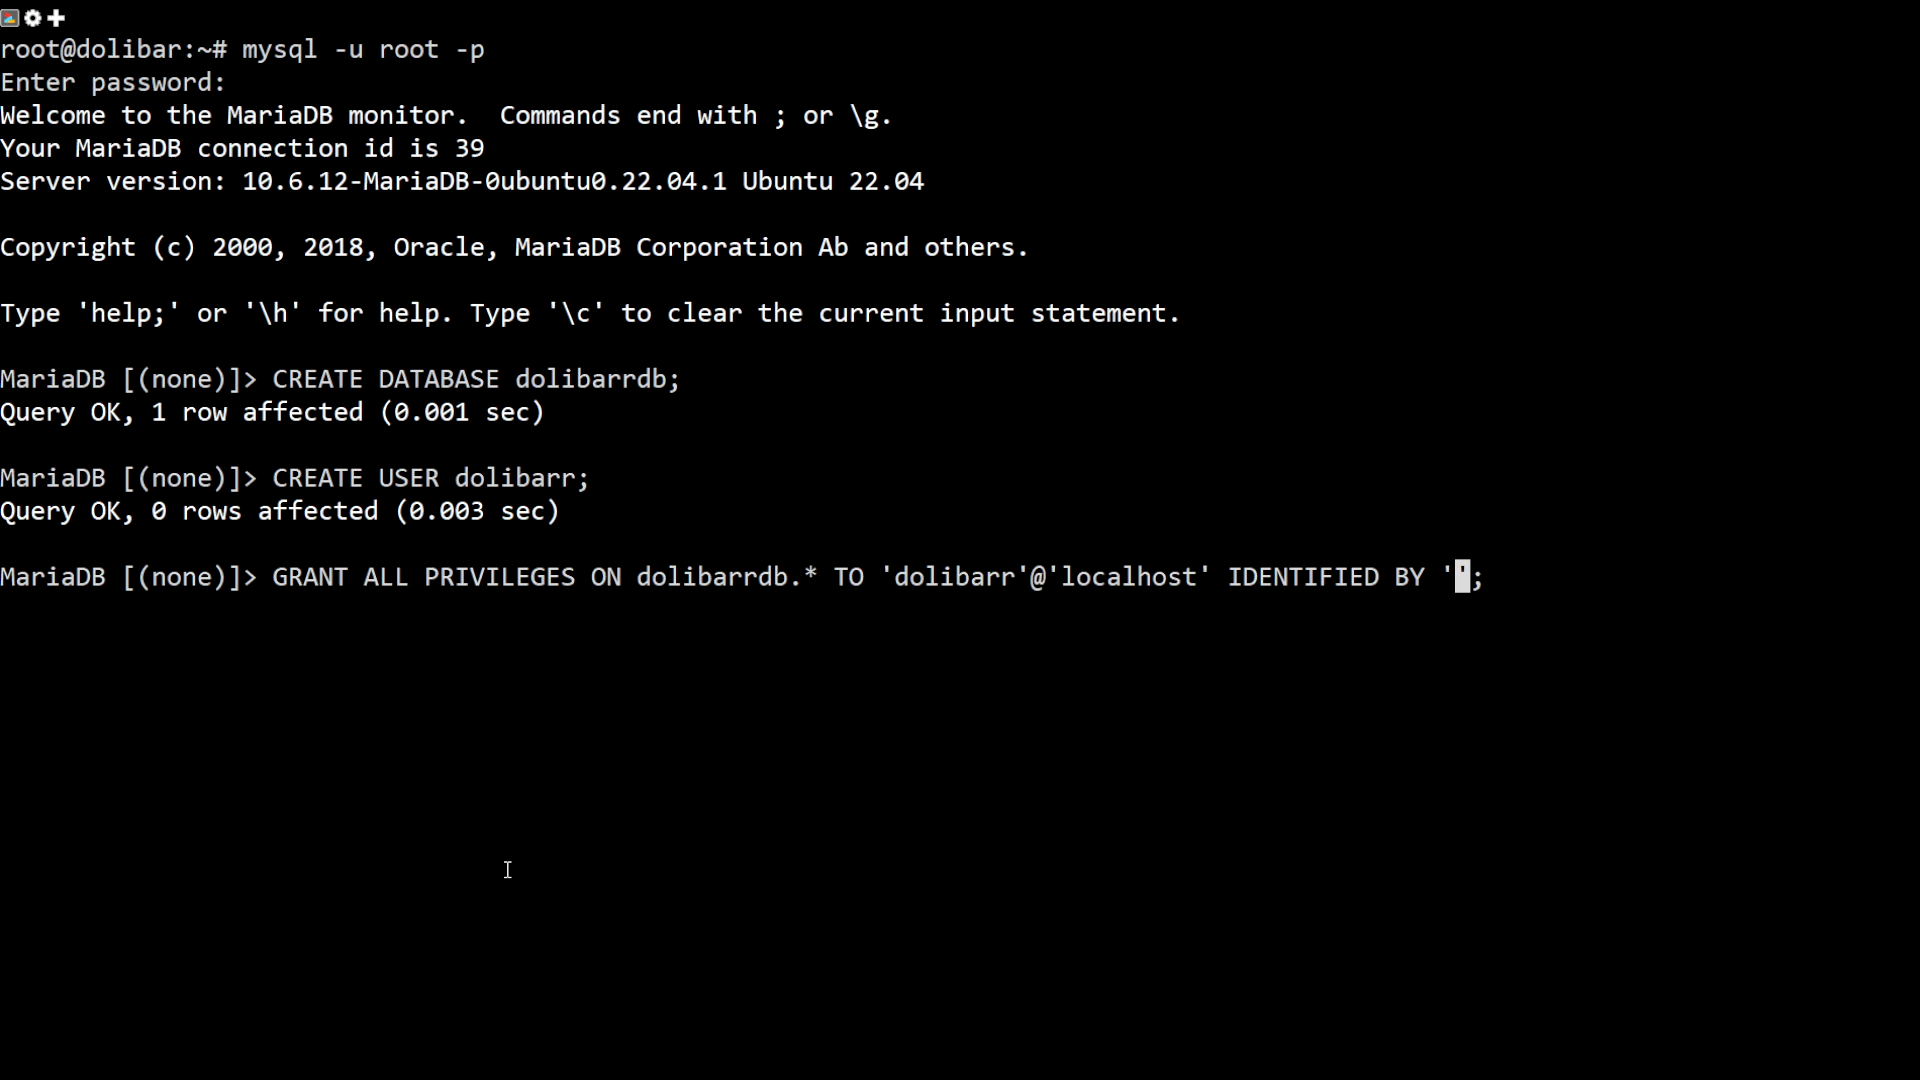 root@dolibar:~# mysql -u root -p
Enter password:
Welcome to the MariaDB monitor.  Commands end with ; or \g.
Your MariaDB connection id is 39
Server version: 10.6.12-MariaDB-0ubuntu0.22.04.1 Ubuntu 22.04
Copyright (c) 2000, 2018, Oracle, MariaDB Corporation Ab and others.
Type 'help;' or '\h' for help. Type '\c' to clear the current input statement.
MariaDB [(none)]> CREATE DATABASE dolibarrdb;
Query OK, 1 row affected (0.001 sec)
MariaDB [(none)]> CREATE USER dolibarr;
Query OK, 0 rows affected (0.003 sec)
MariaDB [(none)]> GRANT ALL PRIVILEGES ON dolibarrdb.* TO 'dolibarr'@'localhost' IDENTIFIED BY '';